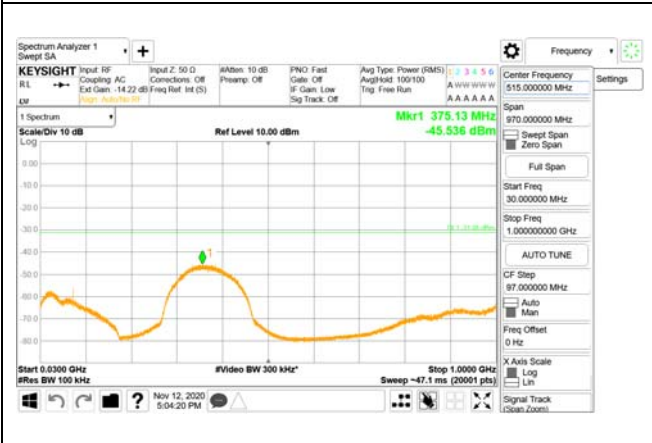 Spectrum Analyzer 1
Swept SA
Frequency
KEYSIGHT
RL
Input: RF
Coupling: AC
Ext Gain: -14.22 dB
Align: Auto/No RF
Input Z: 50 Ω
Corrections: Off
Freq Ref: Int (S)
#Atten: 10 dB
Preamp: Off
PNO: Fast
Gate: Off
IF Gain: Low
Sig Track: Off
Avg Type: Power (RMS)
Avg|Hold: 100/100
Trig: Free Run
1 2 3 4 5 6
A W W W W W
A A A A A A
Center Frequency
515.000000 MHz
Settings
Span
970.000000 MHz
Swept Span
Zero Span
Full Span
Start Freq
30.000000 MHz
Stop Freq
1.000000000 GHz
AUTO TUNE
CF Step
97.000000 MHz
Auto
Man
Freq Offset
0 Hz
X Axis Scale
Log
Lin
Signal Track
(Span Zoom)
1 Spectrum
Scale/Div 10 dB
Ref Level 10.00 dBm
Mkr1 375.13 MHz
-45.536 dBm
Log
0.00
-10.0
-20.0
-30.0
-40.0
-50.0
-60.0
-70.0
-80.0
1
Start 0.0300 GHz
#Video BW 300 kHz*
Stop 1.0000 GHz
#Res BW 100 kHz
Sweep ~47.1 ms (20001 pts)
?
Nov 12, 2020
5:04:20 PM